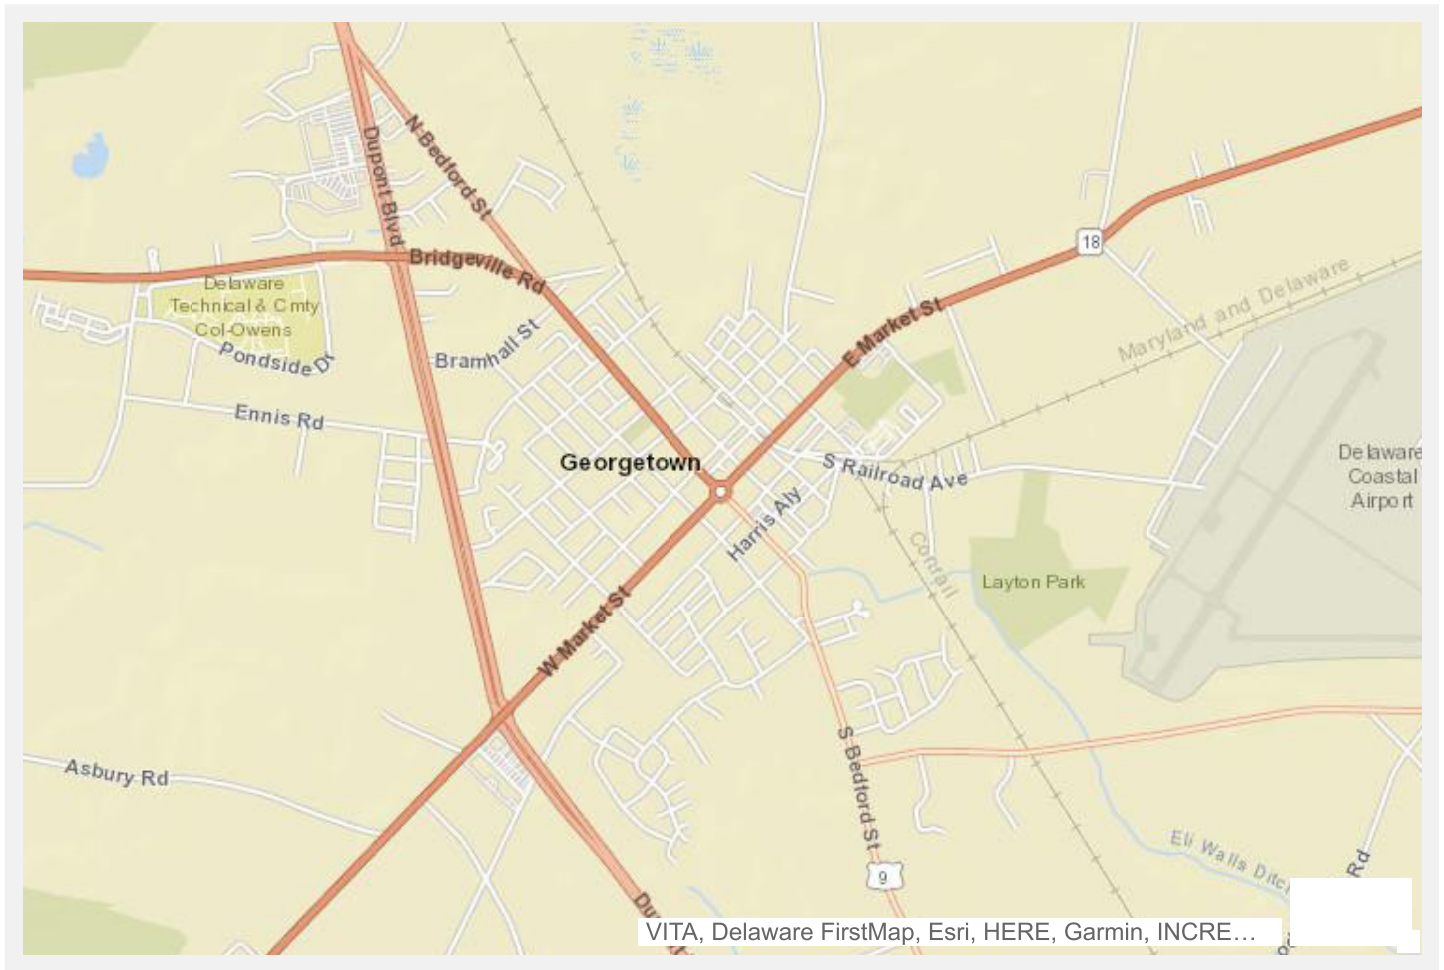 N Bedford St
Dupont Blvd
18
Bridgeville Rd
Maryland and Delaware
Delaware
Technical & Cmty
Col-Owens
E Market St
Bramhall St
Pondside Dr
Ennis Rd
Georgetown
S Railroad Ave
Delaware
Coastal
Airport
Harris Aly
Conrail
Layton Park
W Market St
Asbury Rd
S Bedford St
Eli Walls Ditc
Rd
9
VITA, Delaware FirstMap, Esri, HERE, Garmin, INCRE…